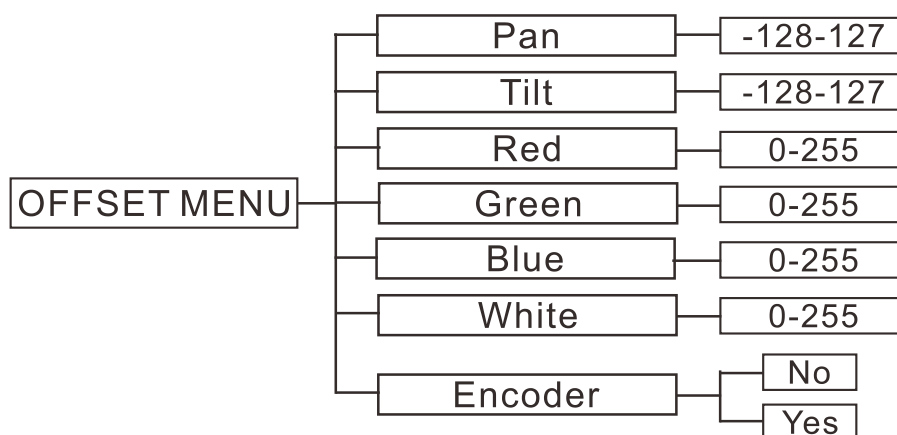 OFFSET MENU
Pan
-128-127
Tilt
-128-127
Red
0-255
Green
0-255
Blue
0-255
White
0-255
Encoder
No
Yes